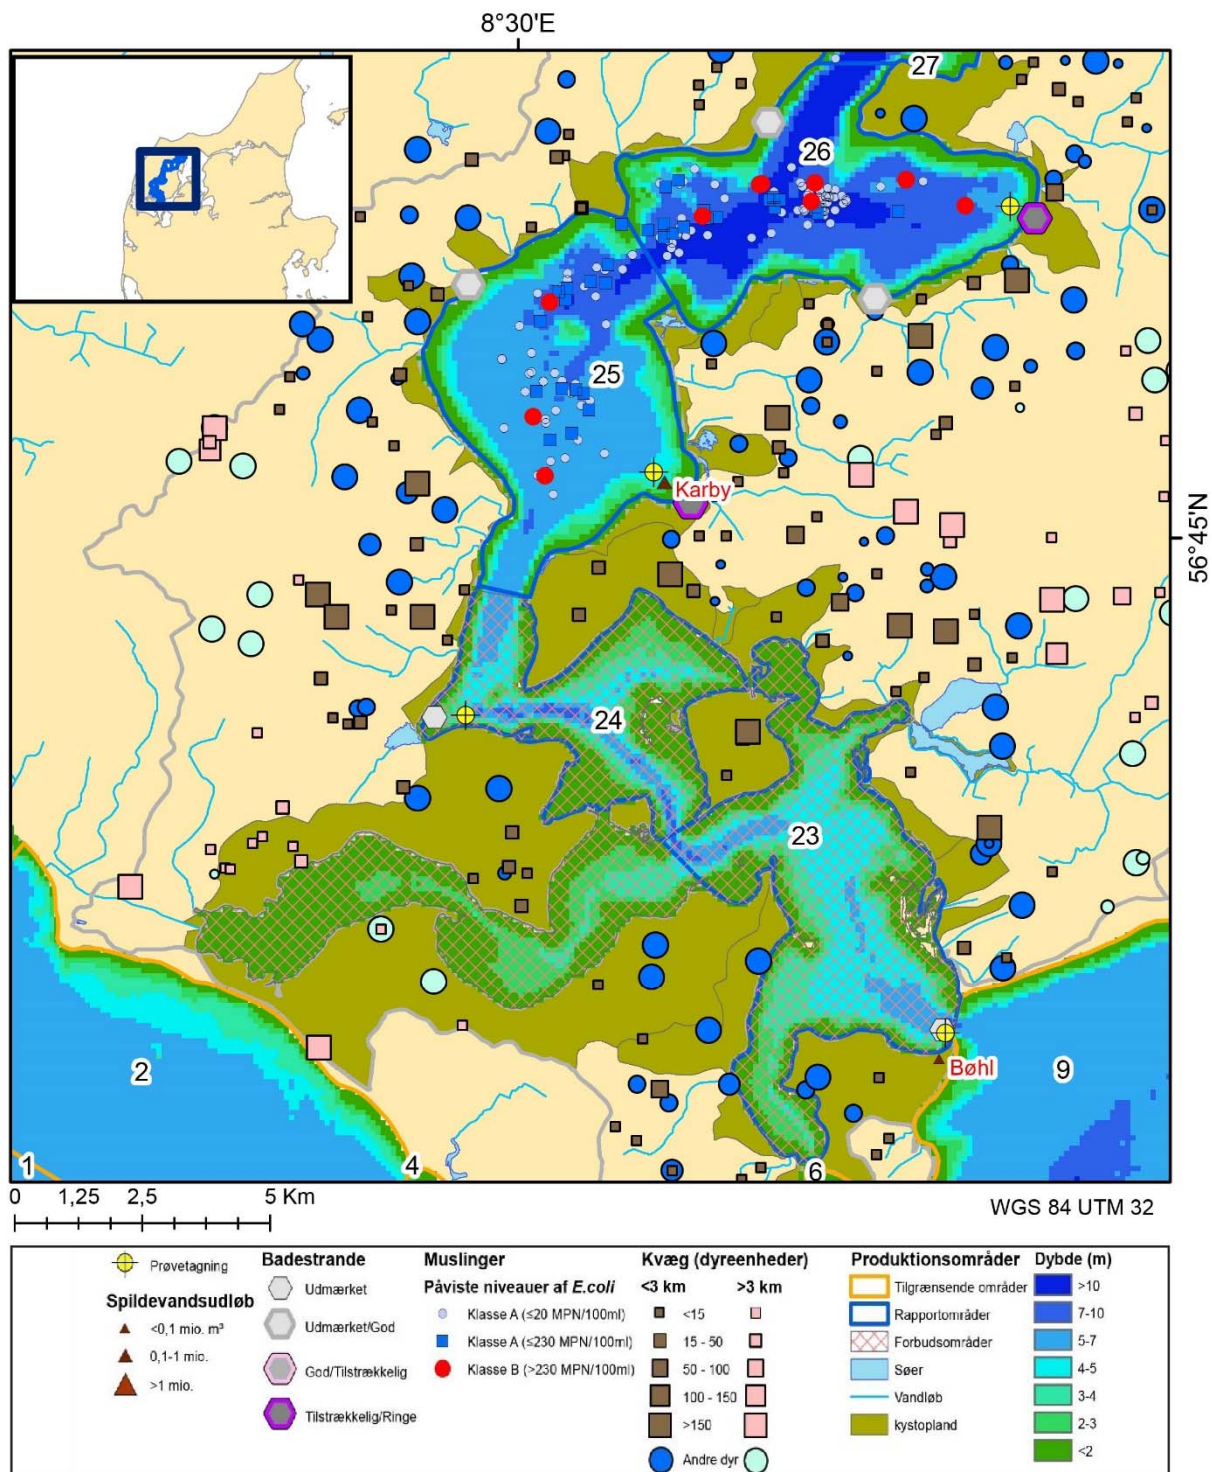 8°30'E
27
26
25
Karby
56°45'N
24
23
2
Bøhl
9
1
4
6
0 1,25 2,5 5 Km
WGS 84 UTM 32
Prøvetagning
Spildevandsudløb
<0,1 mio. m³
0,1-1 mio.
>1 mio.
Badestrande
Udmærket
Udmærket/God
God/Tilstrækkelig
Tilstrækkelig/Ringe
Muslinger
Påviste niveauer af E.coli
Klasse A (≤20 MPN/100ml)
Klasse A (≤230 MPN/100ml)
Klasse B (>230 MPN/100ml)
Kvæg (dyreenheder)
<3 km >3 km
<15
15 - 50
50 - 100
100 - 150
>150
Andre dyr
Produktionsområder
Tilgrænsende områder
Rapportområder
Forbudsområder
Søer
Vandløb
kystopland
Dybde (m)
>10
7-10
5-7
4-5
3-4
2-3
<2